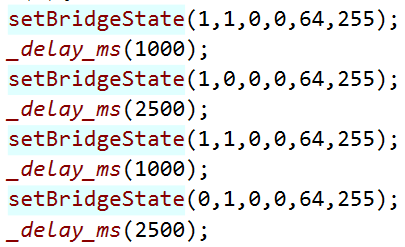 setBridgeState(1,1,0,0,64,255);
_delay_ms(1000);
setBridgeState(1,0,0,0,64,255);
_delay_ms(2500);
setBridgeState(1,1,0,0,64,255);
_delay_ms(1000);
setBridgeState(0,1,0,0,64,255);
_delay_ms(2500);